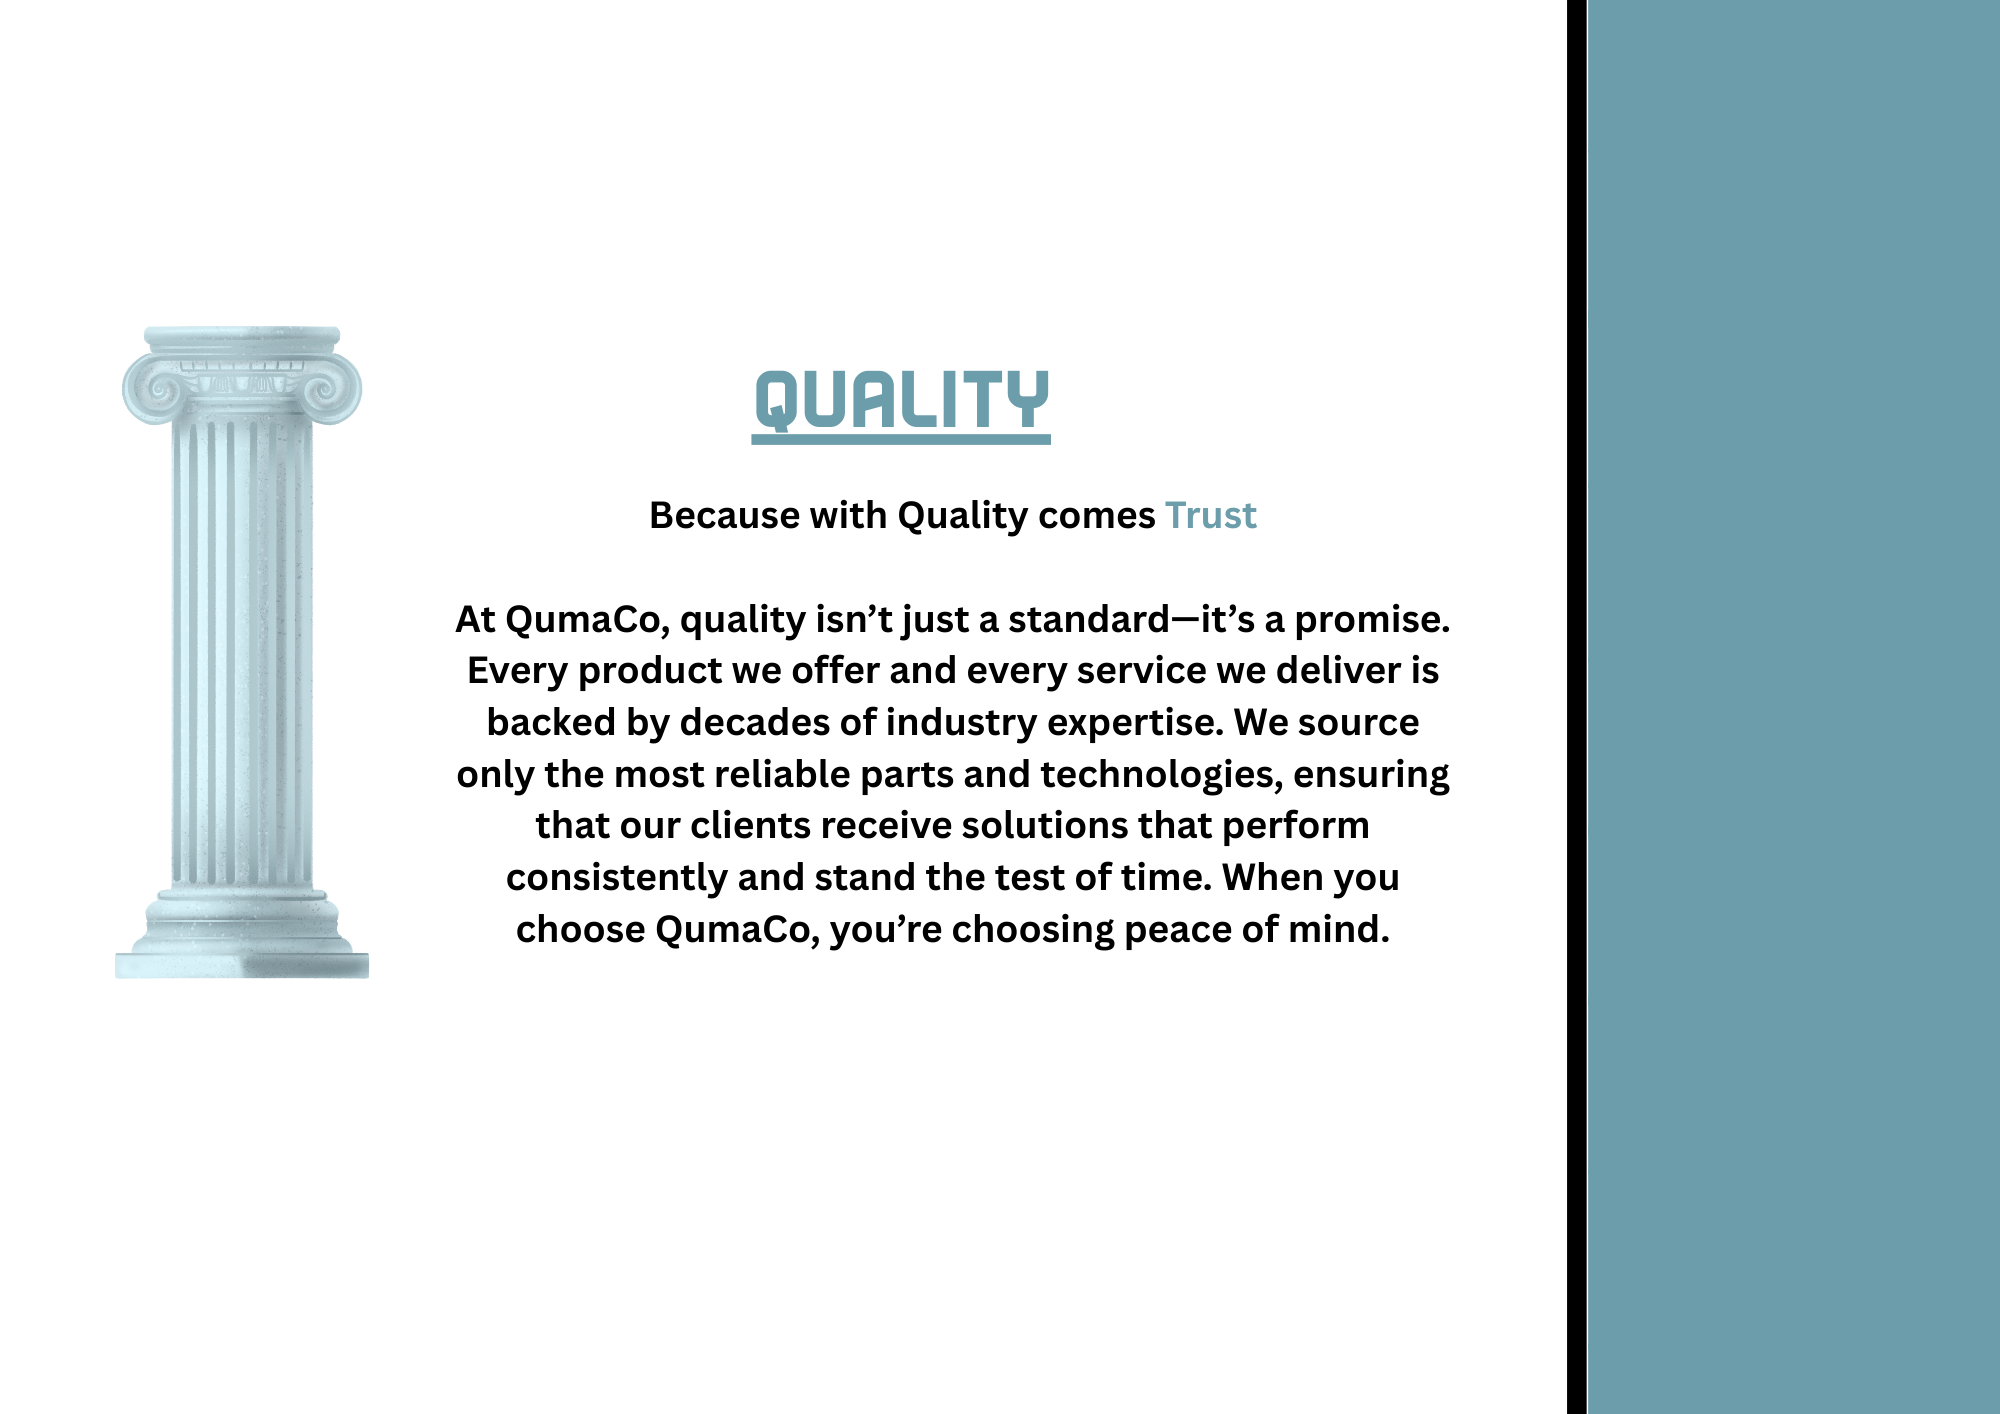 QUALITY
Because with Quality comes Trust
At QumaCo, quality isn’t just a standard—it’s a promise.
Every product we offer and every service we deliver is
backed by decades of industry expertise. We source
only the most reliable parts and technologies, ensuring
that our clients receive solutions that perform
consistently and stand the test of time. When you
choose QumaCo, you’re choosing peace of mind.